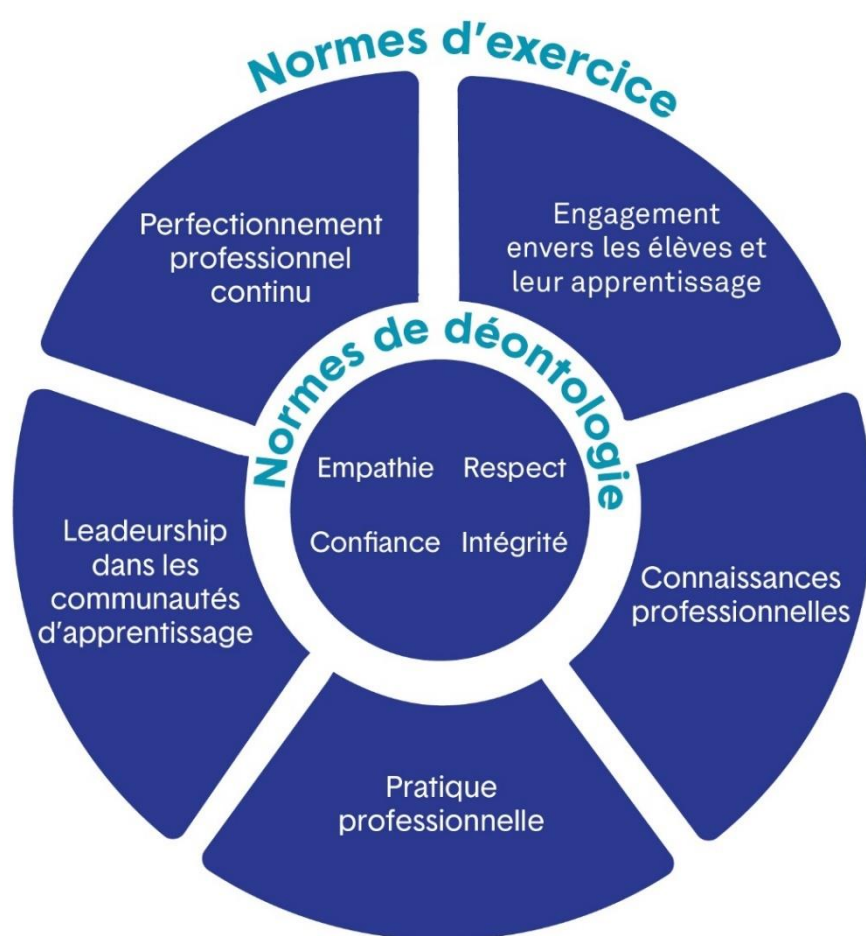 Normes d'exercice
Perfectionnement
professionnel
continu
Engagement
envers les élèves et
leur apprentissage
Normes de déontologie
Empathie Respect
Confiance Intégrité
Leadeurship
dans les
communautés
d'apprentissage
Connaissances
professionnelles
Pratique
professionnelle